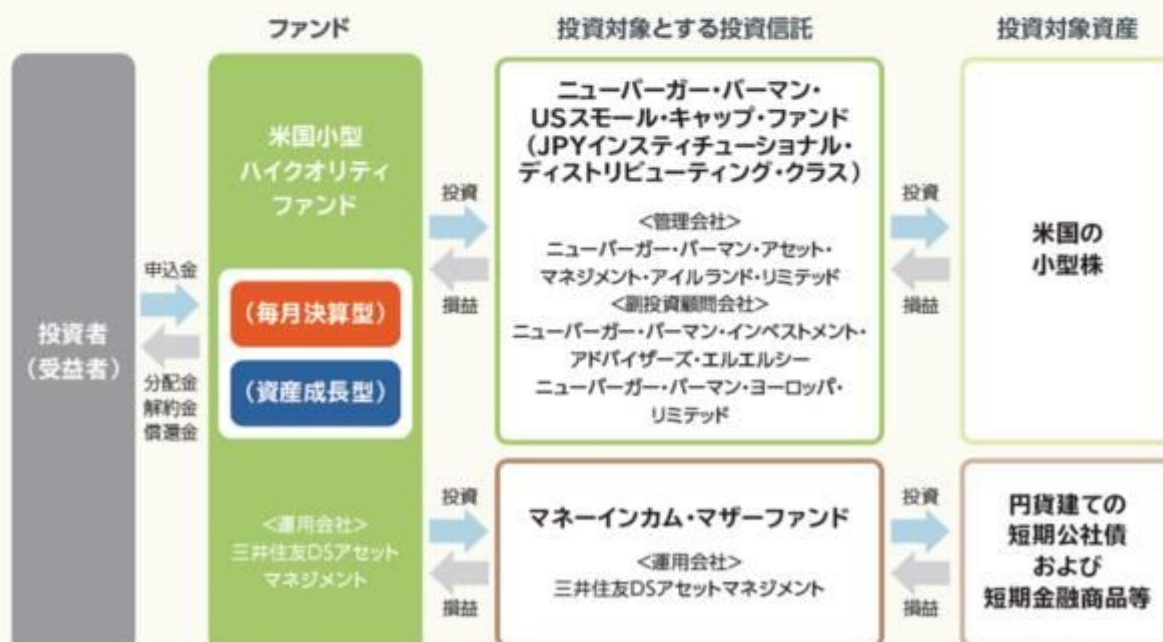 ファンド
投資対象とする投資信託
投資対象資産
投資者
(受益者)
申込金
分配金
解約金
償還金
米国小型
ハイクオリティ
ファンド
(毎月決算型)
(資産成長型)
<運用会社>
三井住友DSアセット
マネジメント
投資
損益
ニューバーガー・バーマン・
USスモール・キャップ・ファンド
(JPYインスティチューショナル・
ディストリビューティング・クラス)
<管理会社>
ニューバーガー・バーマン・アセット・
マネジメント・アイルランド・リミテッド
<副投資顧問会社>
ニューバーガー・バーマン・インベストメント・
アドバイザーズ・エルエルシー
ニューバーガー・バーマン・ヨーロッパ・
リミテッド
投資
損益
米国の
小型株
投資
損益
マネーインカム・マザーファンド
<運用会社>
三井住友DSアセットマネジメント
投資
損益
円貨建ての
短期公社債
および
短期金融商品等